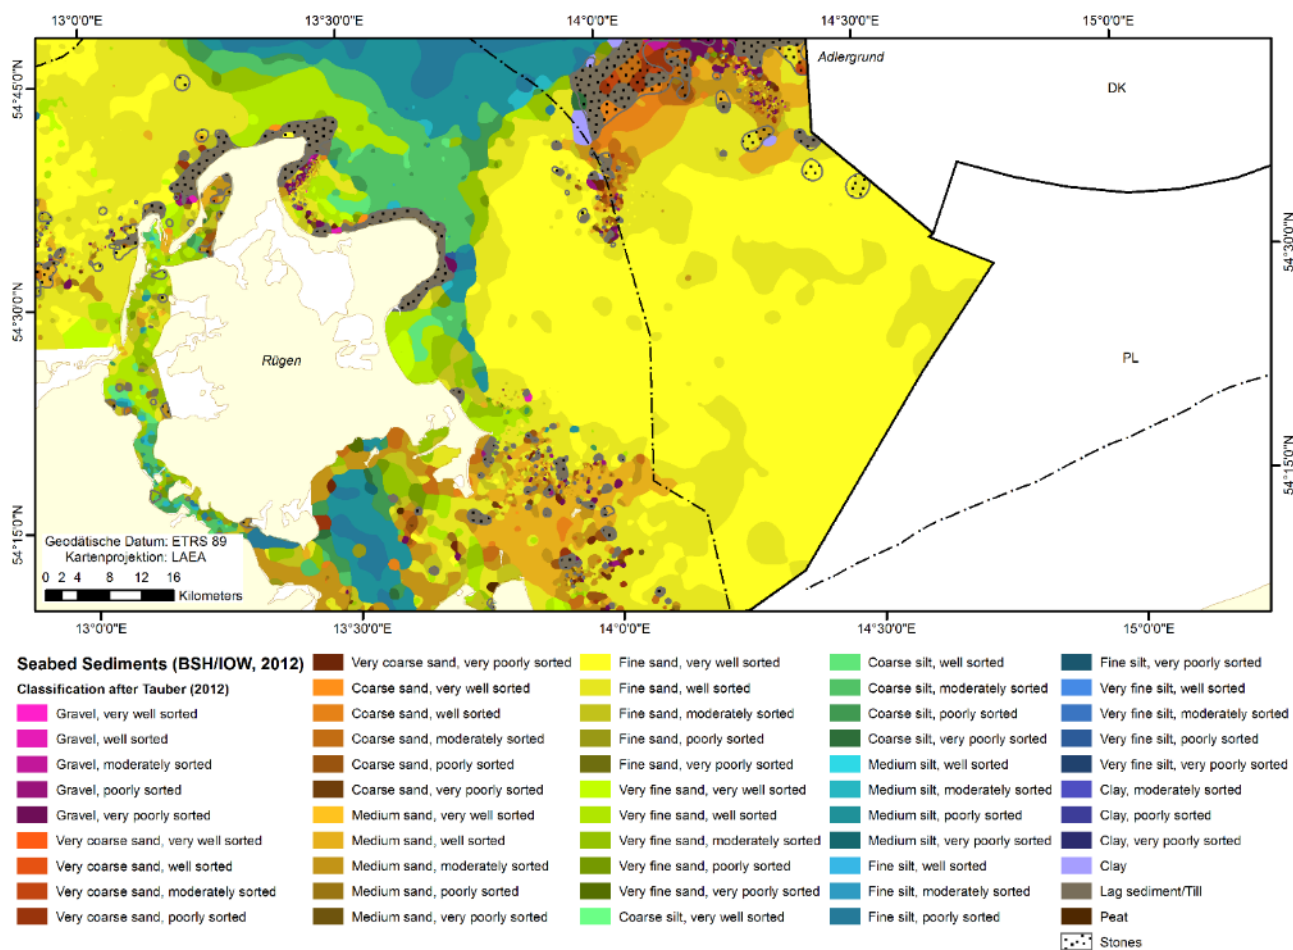 13°0'0"E 13°30'0"E 14°0'0"E 14°30'0"E 15°0'0"E
Adlergrund
DK
54°45'0"N
54°30'0"N
54°30'0"N
PL
Rügen
54°15'0"N
54°15'0"N
Geodätische Datum: ETRS 89
Kartenprojektion: LAEA
0 2 4 8 12 16
Kilometers
13°0'0"E 13°30'0"E 14°0'0"E 14°30'0"E 15°0'0"E
Seabed Sediments (BSH/IOW, 2012)
Classification after Tauber (2012)
Gravel, very well sorted
Gravel, well sorted
Gravel, moderately sorted
Gravel, poorly sorted
Gravel, very poorly sorted
Very coarse sand, very well sorted
Very coarse sand, well sorted
Very coarse sand, moderately sorted
Very coarse sand, poorly sorted
Very coarse sand, very poorly sorted
Coarse sand, very well sorted
Coarse sand, well sorted
Coarse sand, moderately sorted
Coarse sand, poorly sorted
Coarse sand, very poorly sorted
Medium sand, very well sorted
Medium sand, well sorted
Medium sand, moderately sorted
Medium sand, poorly sorted
Medium sand, very poorly sorted
Fine sand, very well sorted
Fine sand, well sorted
Fine sand, moderately sorted
Fine sand, poorly sorted
Fine sand, very poorly sorted
Very fine sand, very well sorted
Very fine sand, well sorted
Very fine sand, moderately sorted
Very fine sand, poorly sorted
Very fine sand, very poorly sorted
Coarse silt, very well sorted
Coarse silt, well sorted
Coarse silt, moderately sorted
Coarse silt, poorly sorted
Coarse silt, very poorly sorted
Medium silt, well sorted
Medium silt, moderately sorted
Medium silt, poorly sorted
Medium silt, very poorly sorted
Fine silt, well sorted
Fine silt, moderately sorted
Fine silt, poorly sorted
Fine silt, very poorly sorted
Very fine silt, well sorted
Very fine silt, moderately sorted
Very fine silt, poorly sorted
Very fine silt, very poorly sorted
Clay, moderately sorted
Clay, poorly sorted
Clay, very poorly sorted
Clay
Lag sediment/Till
Peat
Stones